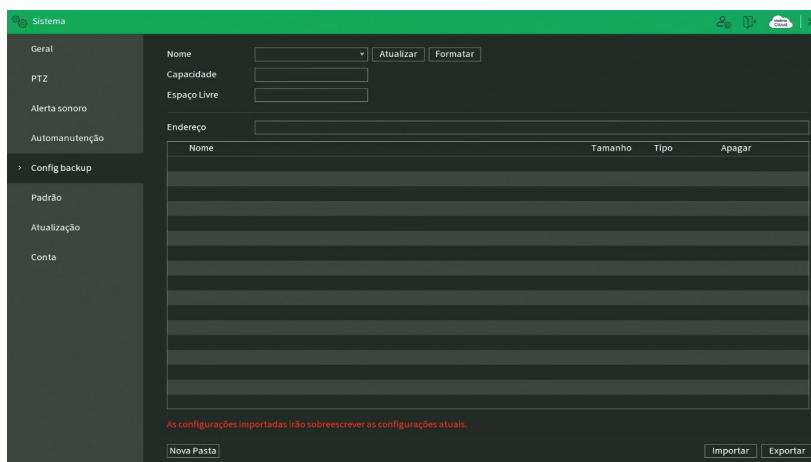 Sistema
Cloud
Geral
PTZ
Alerta sonoro
Automanutenção
Config backup
Padrão
Atualização
Conta
Nome
Atualizar
Formatar
Capacidade
Espaço Livre
Endereço
Nome
Tamanho
Tipo
Apagar
As configurações importadas irão sobreescrever as configurações atuais.
Nova Pasta
Importar
Exportar